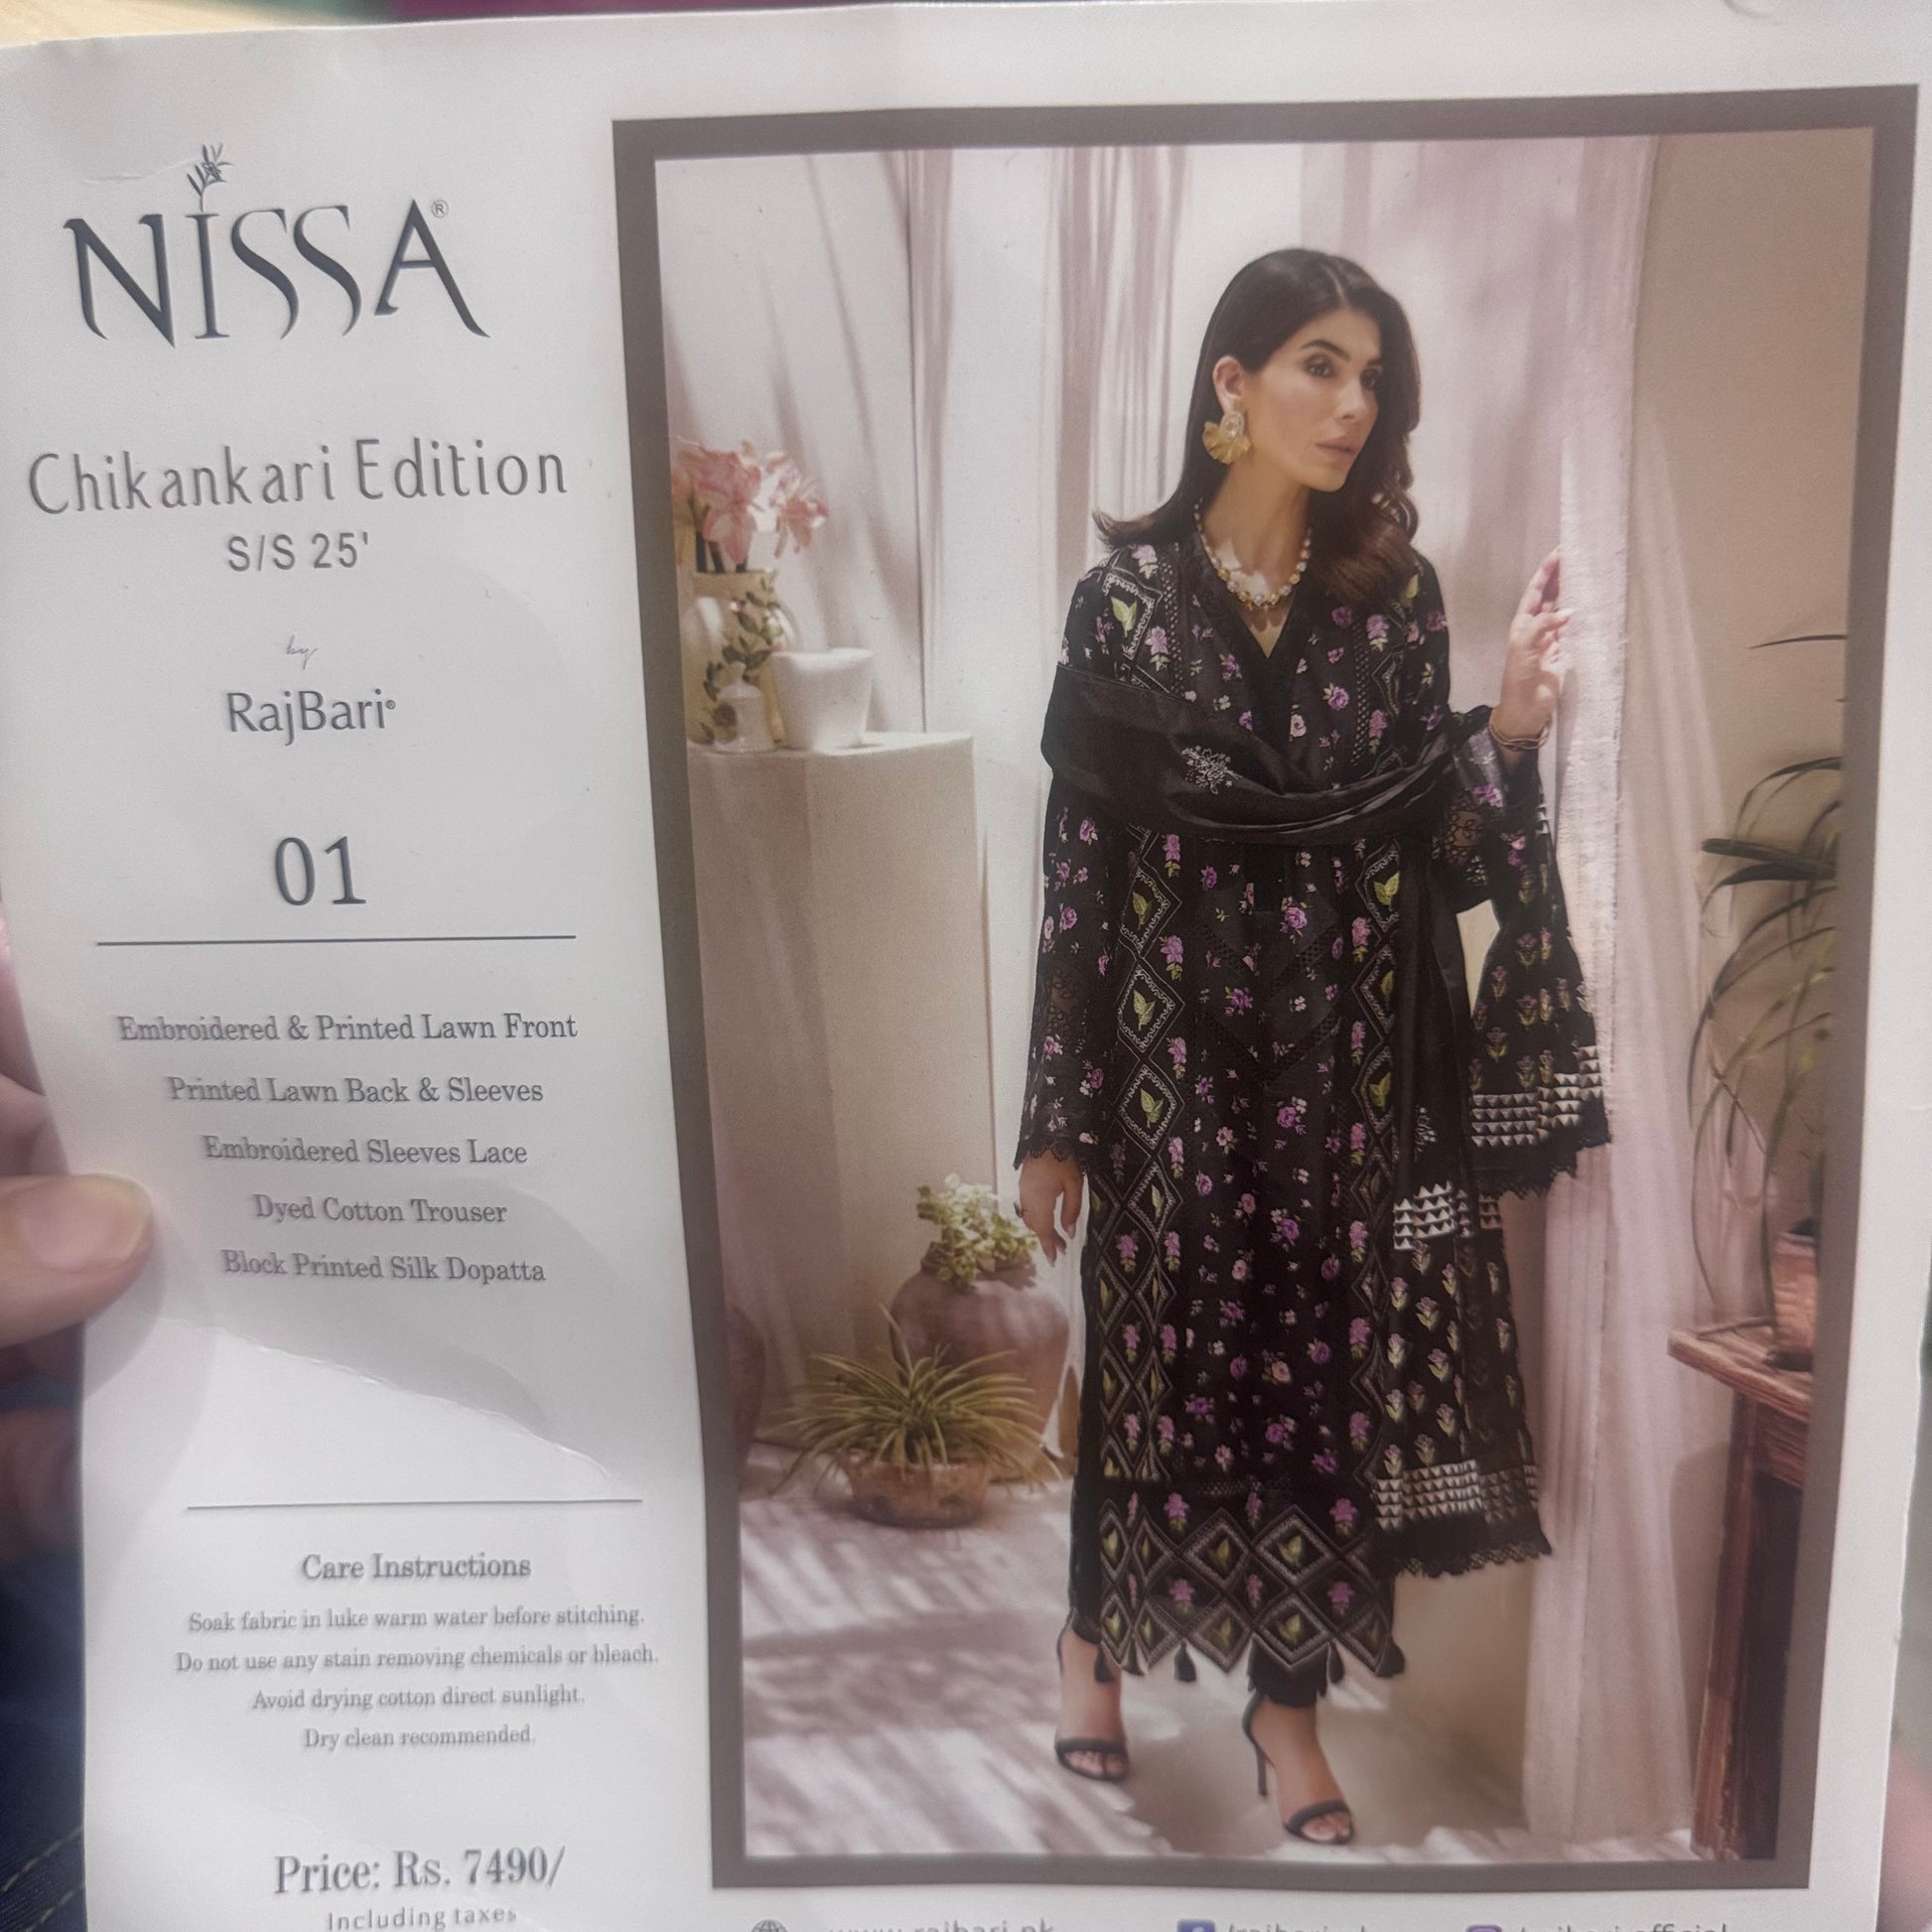 NISSA®
Chikankari Edition
S/S 25'
by
RajBari®
01
Embroidered & Printed Lawn Front
Printed Lawn Back & Sleeves
Embroidered Sleeves Lace
Dyed Cotton Trouser
Block Printed Silk Dopatta
Care Instructions
Soak fabric in luke warm water before stitching.
Do not use any stain removing chemicals or bleach.
Avoid drying cotton direct sunlight.
Dry clean recommended.
Price: Rs. 7490/
Including taxes